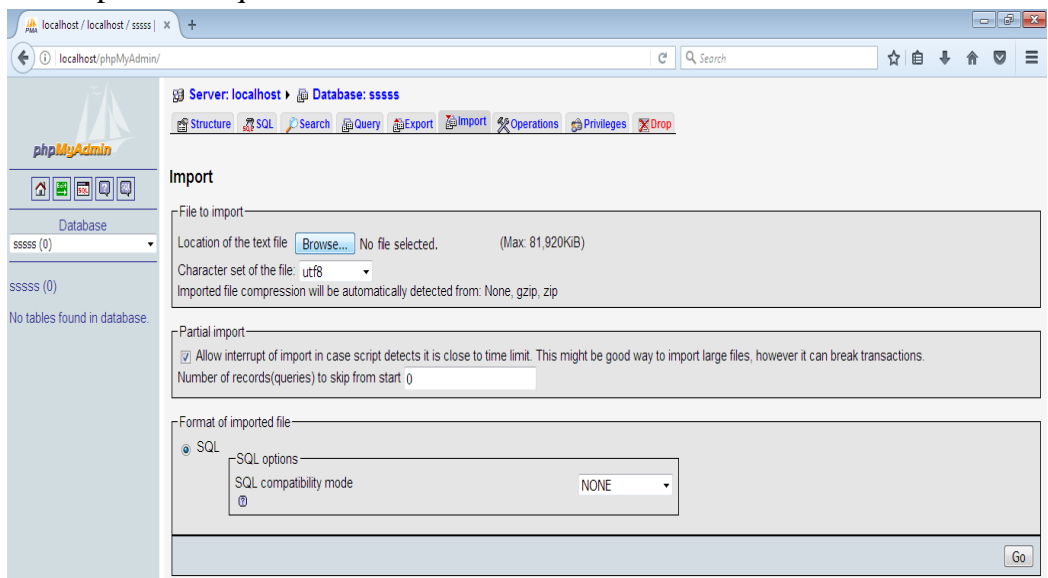 localhost / localhost / sssss |
localhost/phpMyAdmin/
Search
phpMyAdmin
Database
sssss (0)
sssss (0)
No tables found in database.
Server: localhost Database: sssss
Structure SQL Search Query Export Import Operations Privileges Drop
Import
File to import
Location of the text file Browse... No file selected. (Max: 81,920KiB)
Character set of the file: utf8
Imported file compression will be automatically detected from: None, gzip, zip
Partial import
Allow interrupt of import in case script detects it is close to time limit. This might be good way to import large files, however it can break transactions.
Number of records(queries) to skip from start 0
Format of imported file
SQL
SQL options
SQL compatibility mode NONE
Go